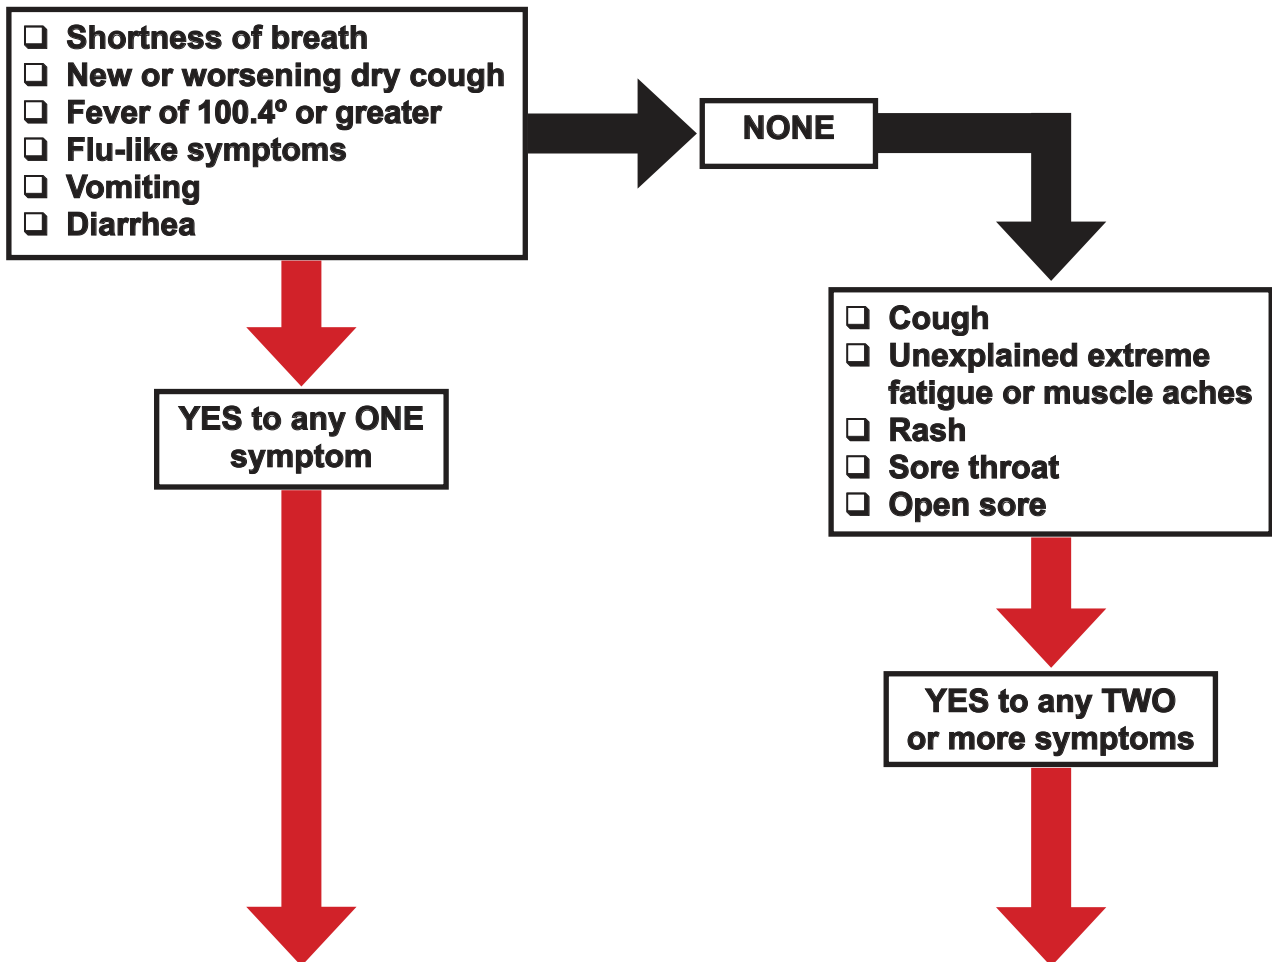 ❑ Shortness of breath
❑ New or worsening dry cough
❑ Fever of 100.4º or greater
❑ Flu-like symptoms
❑ Vomiting
❑ Diarrhea
NONE
YES to any ONE
symptom
❑ Cough
❑ Unexplained extreme
fatigue or muscle aches
❑ Rash
❑ Sore throat
❑ Open sore
YES to any TWO
or more symptoms